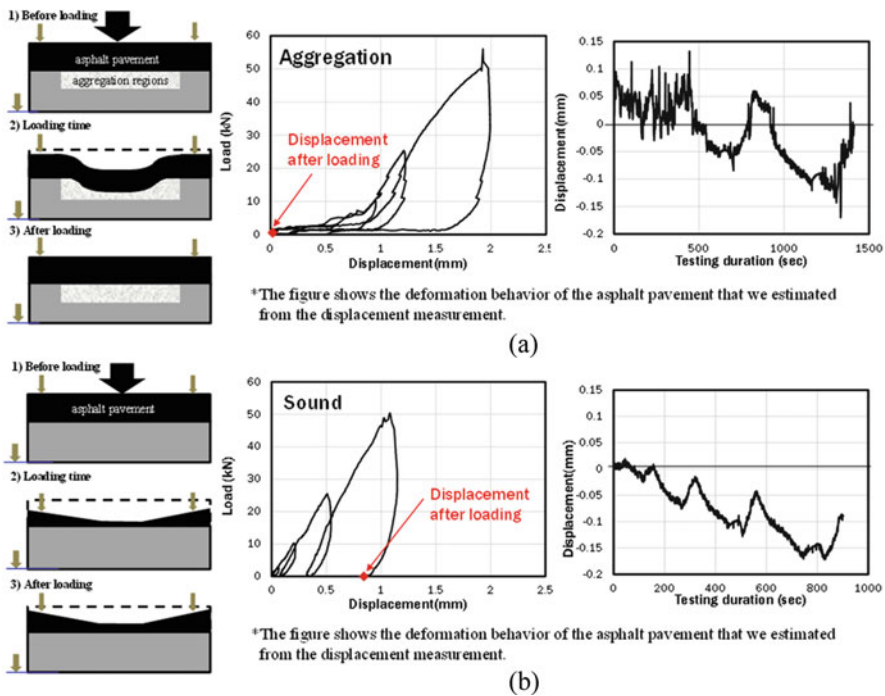 1) Before loading
asphalt pavement
aggregation regions
2) Loading time
3) After loading
Aggregation
Displacement
after loading
Load (kN)
60
50
40
30
20
10
0
0
0.5
1
1.5
2
2.5
Displacement(mm)
Displacement(mm)
0.15
0.1
0.05
0
-0.05
-0.1
-0.15
-0.2
0
500
1000
1500
Testing duration (sec)
*The figure shows the deformation behavior of the asphalt pavement that we estimated
from the displacement measurement.
(a)
1) Before loading
asphalt pavement
2) Loading time
3) After loading
Sound
Displacement
after loading
Load (kN)
60
50
40
30
20
10
0
0
0.5
1
1.5
2
2.5
Displacement(mm)
Displacement(mm)
0.15
0.1
0.05
0
-0.05
-0.1
-0.15
-0.2
0
200
400
600
800
1000
Testing duration (sec)
*The figure shows the deformation behavior of the asphalt pavement that we estimated
from the displacement measurement.
(b)